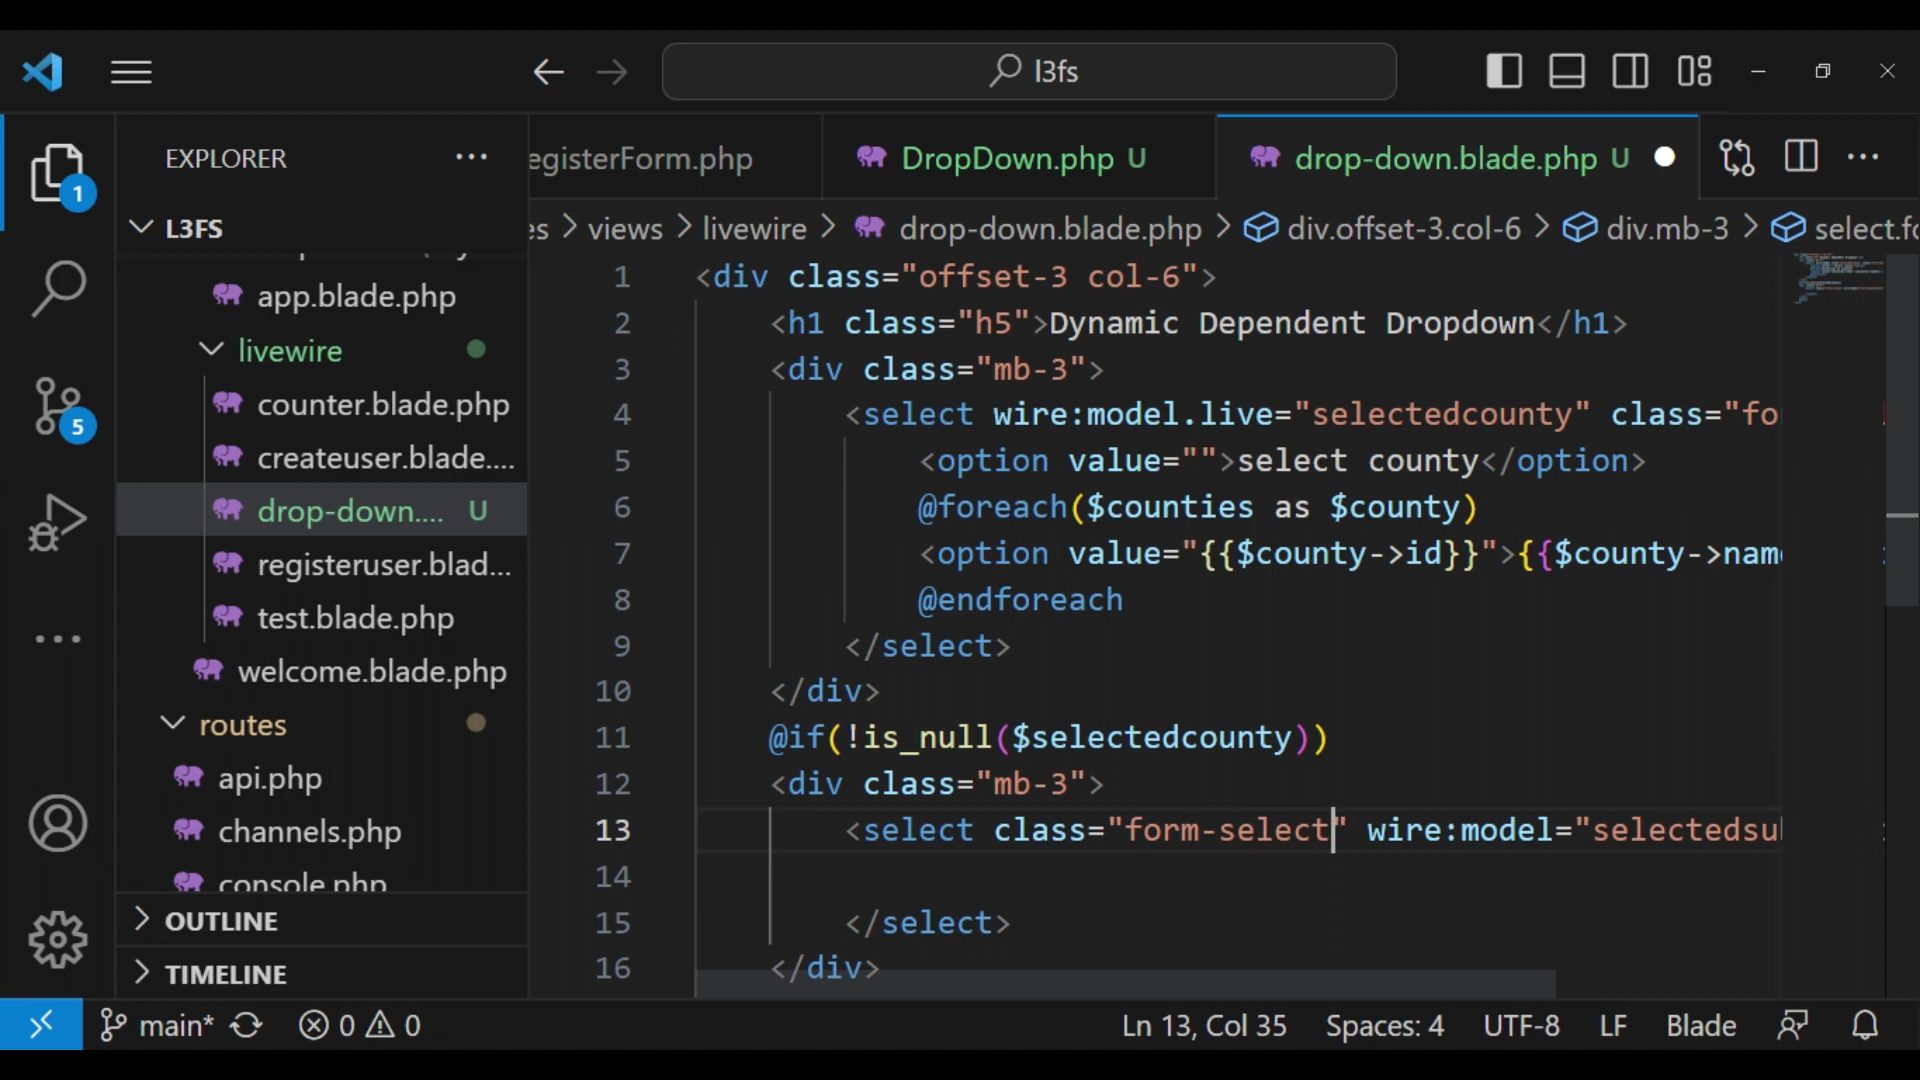 l3fs
EXPLORER
egisterForm.php
DropDown.php U
drop-down.blade.php U
1
L3FS
es > views > livewire > drop-down.blade.php > div.offset-3.col-6 > div.mb-3 > select.fo
app.blade.php
livewire
counter.blade.php
createuser.blade....
drop-down.... U
registeruser.blad...
test.blade.php
welcome.blade.php
routes
api.php
channels.php
console.php
5
OUTLINE
TIMELINE
1 <div class="offset-3 col-6">
2 <h1 class="h5">Dynamic Dependent Dropdown</h1>
3 <div class="mb-3">
4 <select wire:model.live="selectedcounty" class="fo
5 <option value="">select county</option>
6 @foreach($counties as $county)
7 <option value="{{$county->id}}">{{$county->name
8 @endforeach
9 </select>
10 </div>
11 @if(!is_null($selectedcounty))
12 <div class="mb-3">
13 <select class="form-select" wire:model="selectedsu
14
15 </select>
16 </div>
main* 0 0
Ln 13, Col 35 Spaces: 4 UTF-8 LF Blade